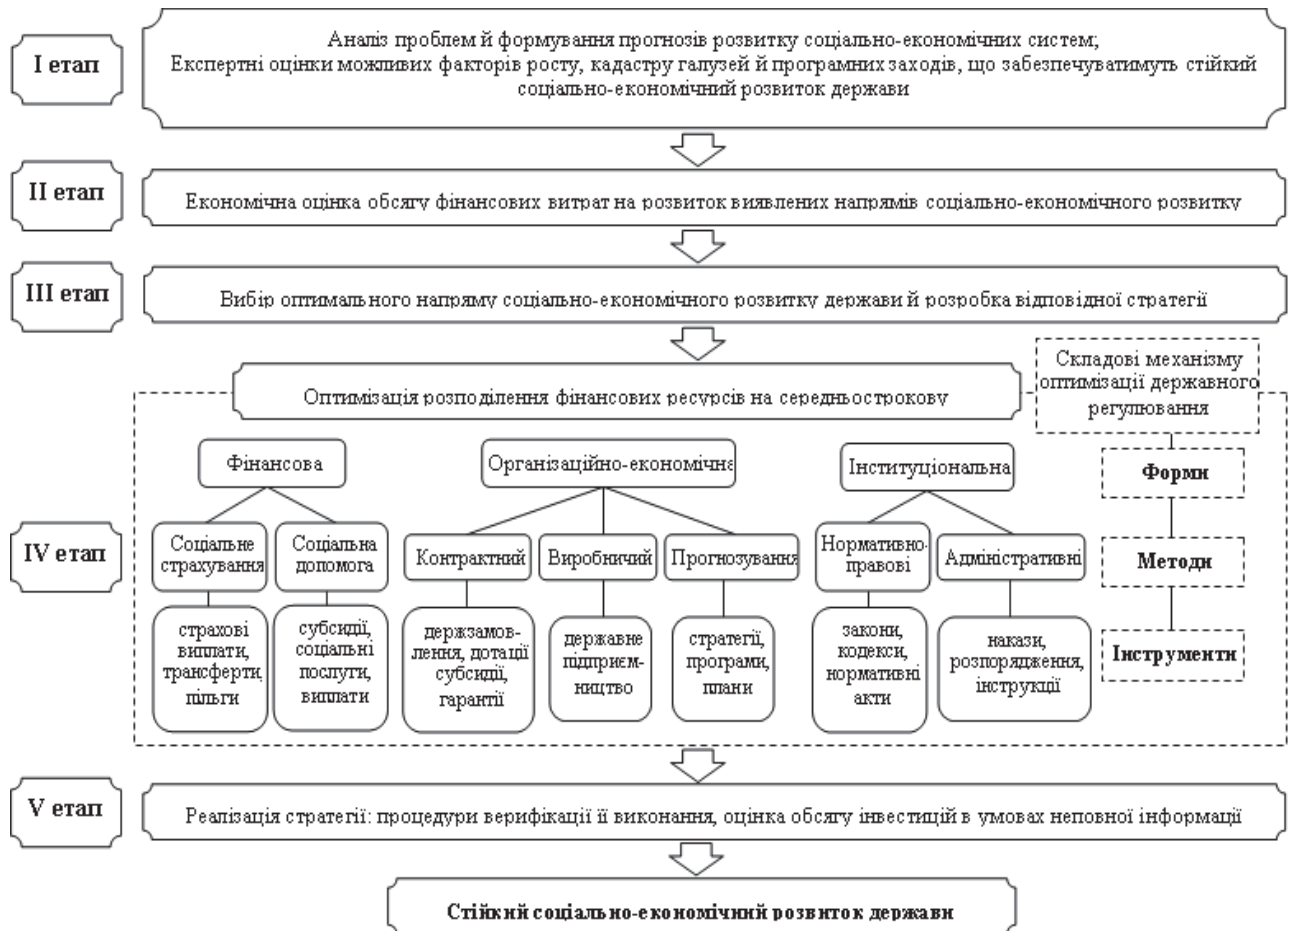 І етап
Аналіз проблем й формування прогнозів розвитку соціально-економічних систем;
Експертні оцінки можливих факторів росту, кадастру галузей й програмних заходів, що забезпечуватимуть стійкий
соціально-економічний розвиток держави
ІІ етап
Економічна оцінка обсягу фінансових витрат на розвиток виявлених напрямів соціально-економічного розвитку
ІІІ етап
Вибір оптимального напряму соціально-економічного розвитку держави й розробка відповідної стратегії
Складові механізму
оптимізації державного
регулювання
Оптимізація розподілення фінансових ресурсів на середньострокову
IV етап
Фінансова
Організаційно-економічна
Інституціональна
Форми
Соціальне
страхування
Соціальна
допомога
Контрактний
Виробничий
Прогнозування
Нормативно-
правові
Адміністративні
Методи
страхові
виплати,
трансферти,
пільги
субсидії,
соціальні
послуги,
виплати
держзамов-
лення, дотації
субсидії,
гарантії
державне
підприєм-
ництво
стратегії,
програми,
плани
закони,
кодекси,
нормативні
акти
накази,
розпорядження,
інструкції
Інструменти
V етап
Реалізація стратегії: процедури верифікації її виконання, оцінка обсягу інвестицій в умовах неповної інформації
Стійкий соціально-економічний розвиток держави